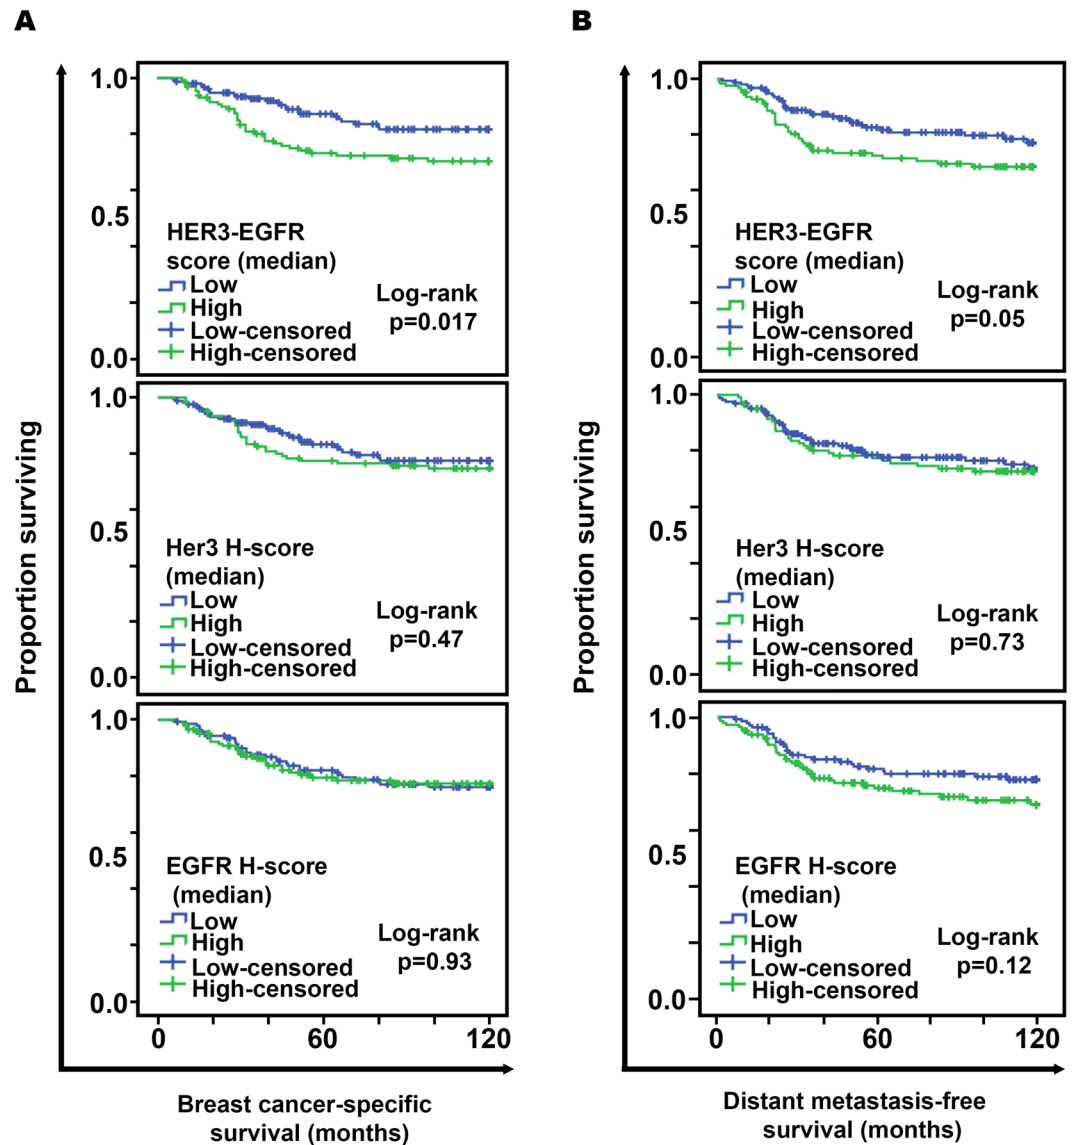 A
Proportion surviving
1.0
0.5
0.0
HER3-EGFR
score (median)
Low
High
Low-censored
High-censored
Log-rank
p=0.017
1.0
0.5
0.0
Her3 H-score
(median)
Low
High
Low-censored
High-censored
Log-rank
p=0.47
1.0
0.5
0.0
EGFR H-score
(median)
Low
High
Low-censored
High-censored
Log-rank
p=0.93
0 60 120
Breast cancer-specific
survival (months)
B
Proportion surviving
1.0
0.5
0.0
HER3-EGFR
score (median)
Low
High
Low-censored
High-censored
Log-rank
p=0.05
1.0
0.5
0.0
Her3 H-score
(median)
Low
High
Low-censored
High-censored
Log-rank
p=0.73
1.0
0.5
0.0
EGFR H-score
(median)
Low
High
Low-censored
High-censored
Log-rank
p=0.12
0 60 120
Distant metastasis-free
survival (months)